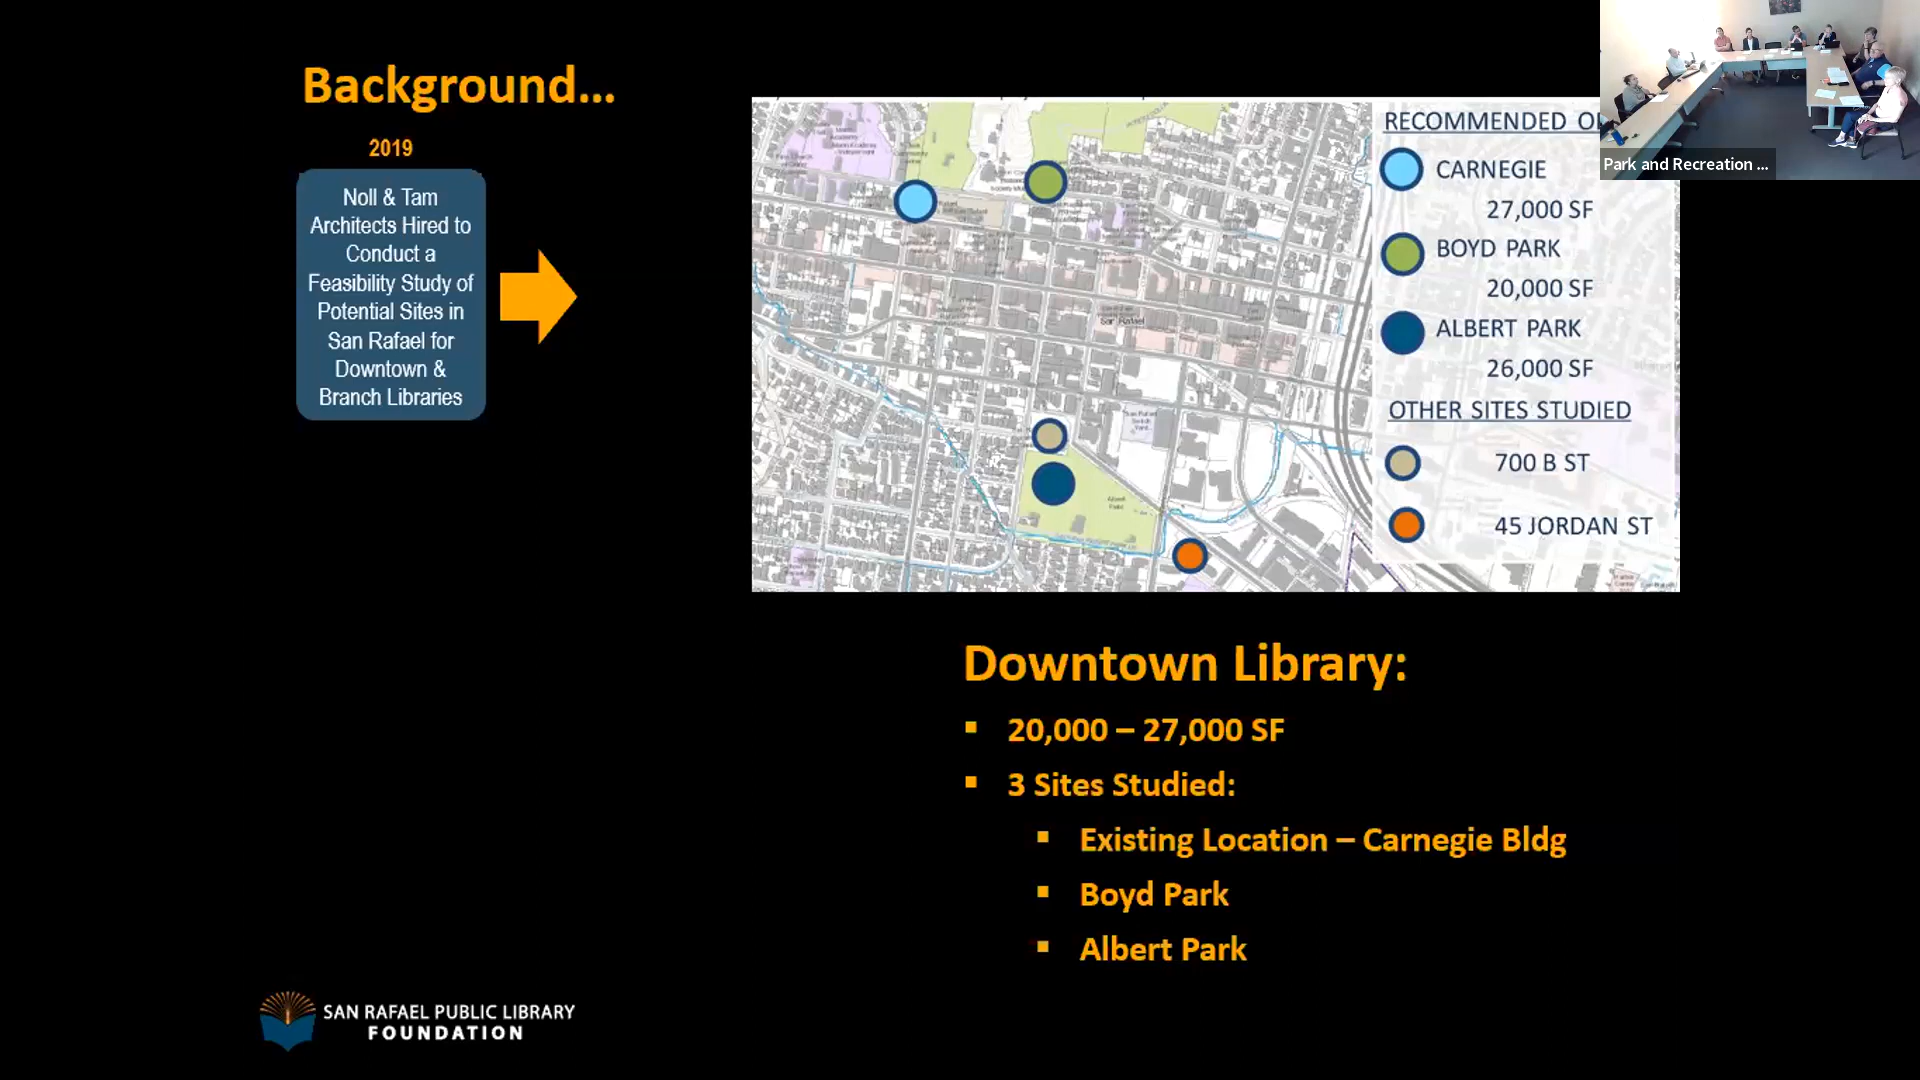 Background...
2019
Noll & Tam
Architects Hired to
Conduct a
Feasibility Study of
Potential Sites in
San Rafael for
Downtown &
Branch Libraries
San Rafael
RECOMMENDED
CARNEGIE
27,000 SF
BOYD PARK
20,000 SF
ALBERT PARK
26,000 SF
OTHER SITES STUDIED
700 B ST
45 JORDAN ST
Park and Recreation ...
Downtown Library:
▪ 20,000 – 27,000 SF
▪ 3 Sites Studied:
▪ Existing Location – Carnegie Bldg
▪ Boyd Park
▪ Albert Park
SAN RAFAEL PUBLIC LIBRARY
FOUNDATION